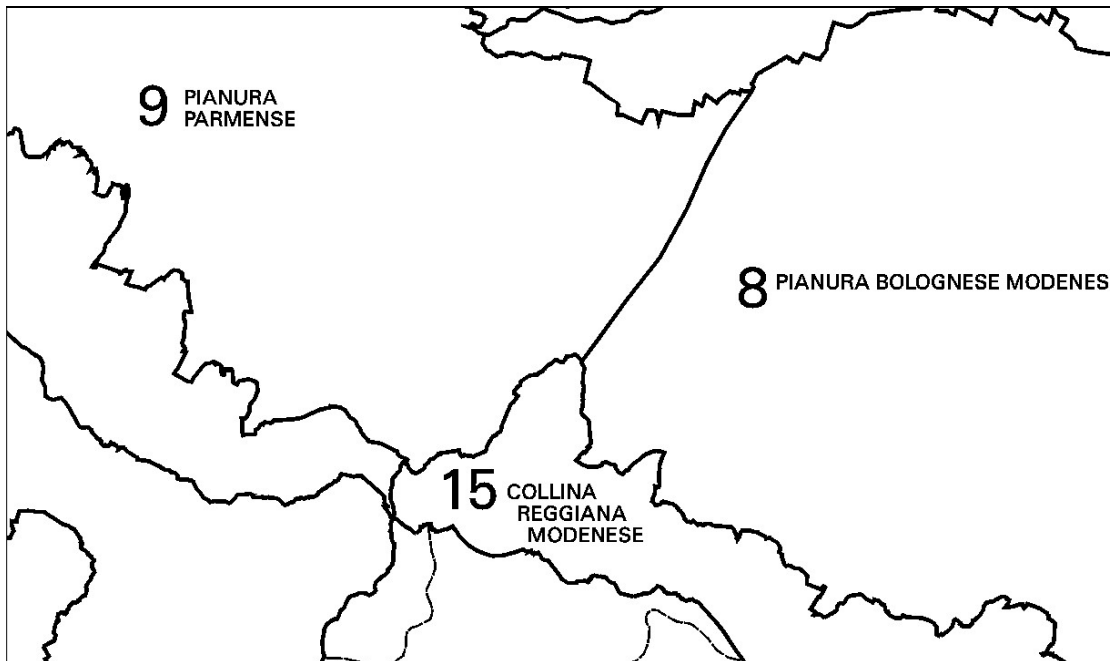 9 PIANURA
PARMENSE
8 PIANURA BOLOGNESE MODENES
15 COLLINA
REGGIANA
MODENESE